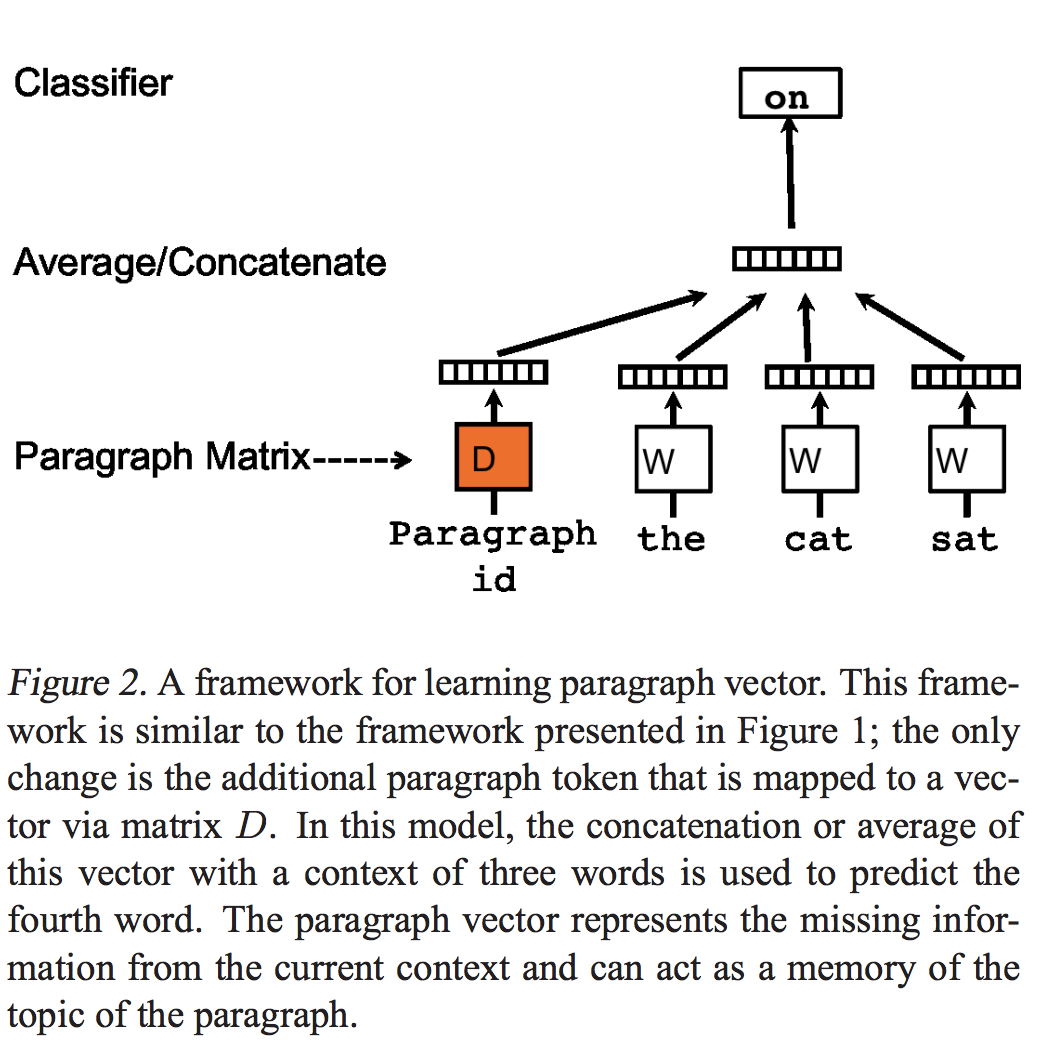 Classifier
on
Average/Concatenate
Paragraph Matrix
D
W
W
W
Paragraph
id
the
cat
sat
Figure 2. A framework for learning paragraph vector. This frame-
work is similar to the framework presented in Figure 1; the only
change is the additional paragraph token that is mapped to a vec-
tor via matrix D. In this model, the concatenation or average of
this vector with a context of three words is used to predict the
fourth word. The paragraph vector represents the missing infor-
mation from the current context and can act as a memory of the
topic of the paragraph.